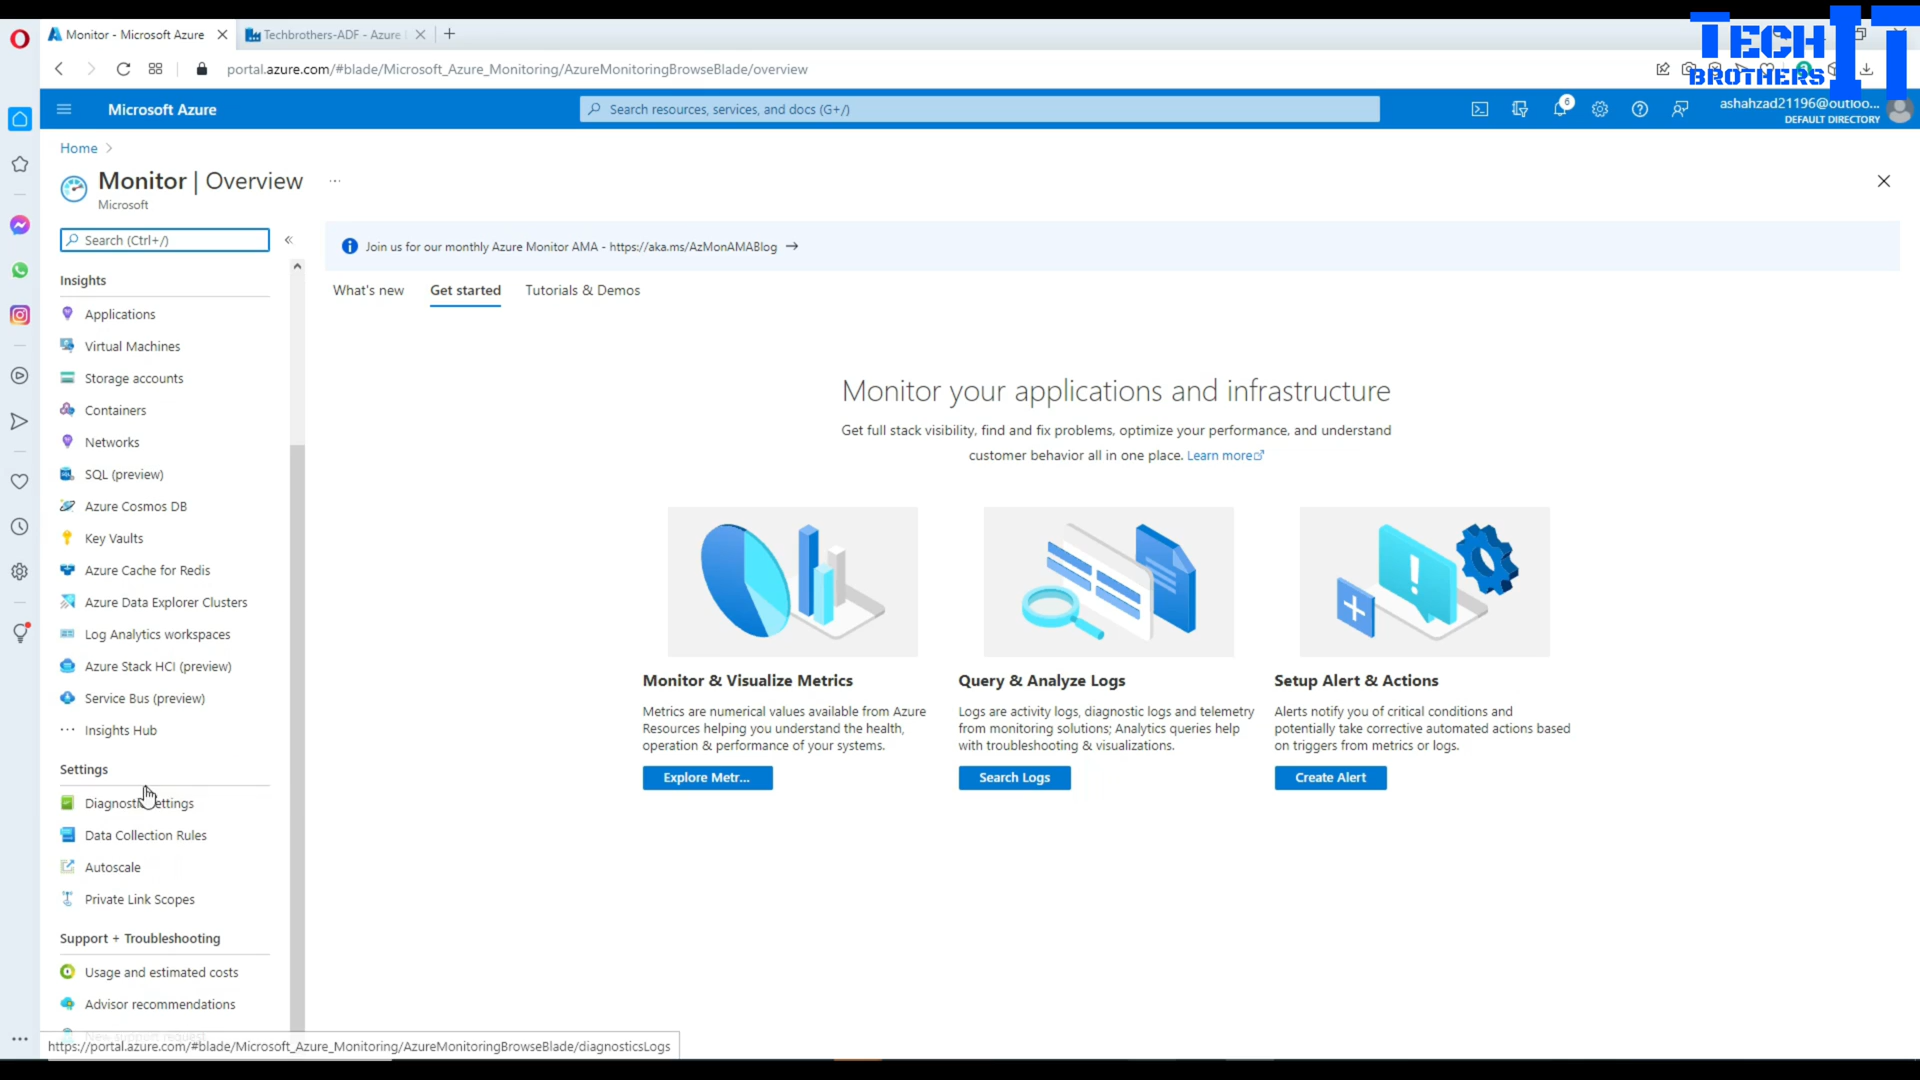 Monitor - Microsoft Azure
Techbrothers-ADF - Azure
TECH IT
BROTHERS
portal.azure.com/#blade/Microsoft_Azure_Monitoring/AzureMonitoringBrowseBlade/overview
Microsoft Azure
Search resources, services, and docs (G+/)
6
ashahzad21196@outloo...
DEFAULT DIRECTORY
Home >
Monitor | Overview ...
Microsoft
Search (Ctrl+/)
«
Join us for our monthly Azure Monitor AMA - https://aka.ms/AzMonAMABlog →
What's new
Get started
Tutorials & Demos
Insights
Applications
Virtual Machines
Storage accounts
Containers
Networks
SQL (preview)
Azure Cosmos DB
Key Vaults
Azure Cache for Redis
Azure Data Explorer Clusters
Log Analytics workspaces
Azure Stack HCI (preview)
Service Bus (preview)
Insights Hub
Settings
Diagnostic settings
Data Collection Rules
Autoscale
Private Link Scopes
Support + Troubleshooting
Usage and estimated costs
Advisor recommendations
New support request
https://portal.azure.com/#blade/Microsoft_Azure_Monitoring/AzureMonitoringBrowseBlade/diagnosticsLogs
Monitor your applications and infrastructure
Get full stack visibility, find and fix problems, optimize your performance, and understand
customer behavior all in one place. Learn more
Monitor & Visualize Metrics
Metrics are numerical values available from Azure
Resources helping you understand the health,
operation & performance of your systems.
Explore Metr...
Query & Analyze Logs
Logs are activity logs, diagnostic logs and telemetry
from monitoring solutions; Analytics queries help
with troubleshooting & visualizations.
Search Logs
Setup Alert & Actions
Alerts notify you of critical conditions and
potentially take corrective automated actions based
on triggers from metrics or logs.
Create Alert